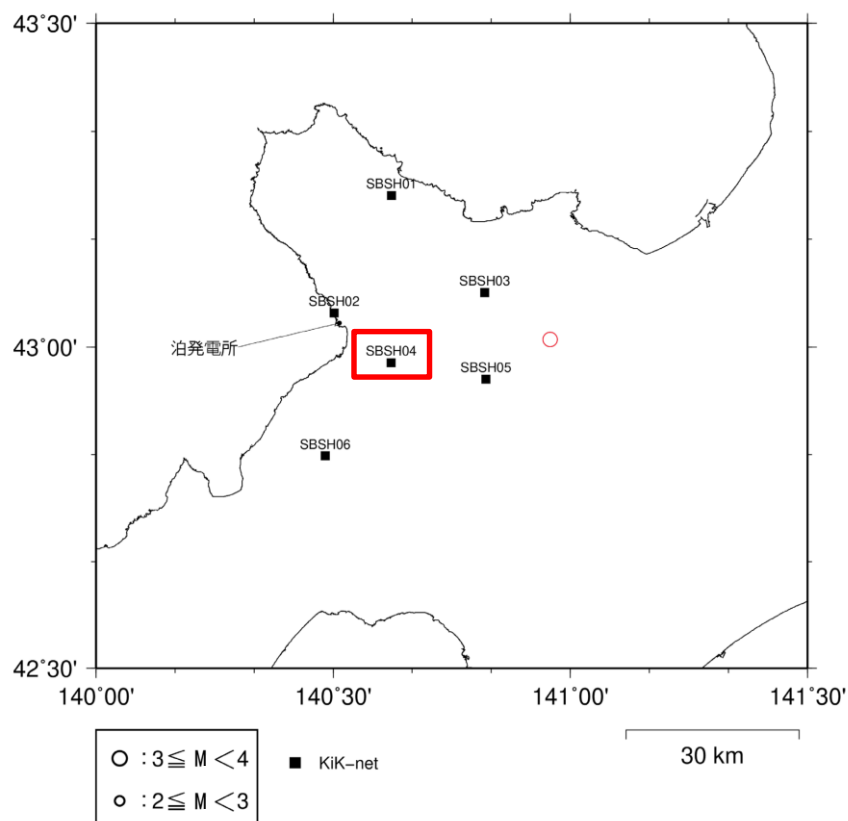 43°30'
SBSH01
SBSH03
SBSH02
泊発電所
43°00'
SBSH04
SBSH05
SBSH06
42°30'
140°00'
140°30'
141°00'
141°30'
○ : 3≦ M <4
■ KiK-net
30 km
○ : 2≦ M <3